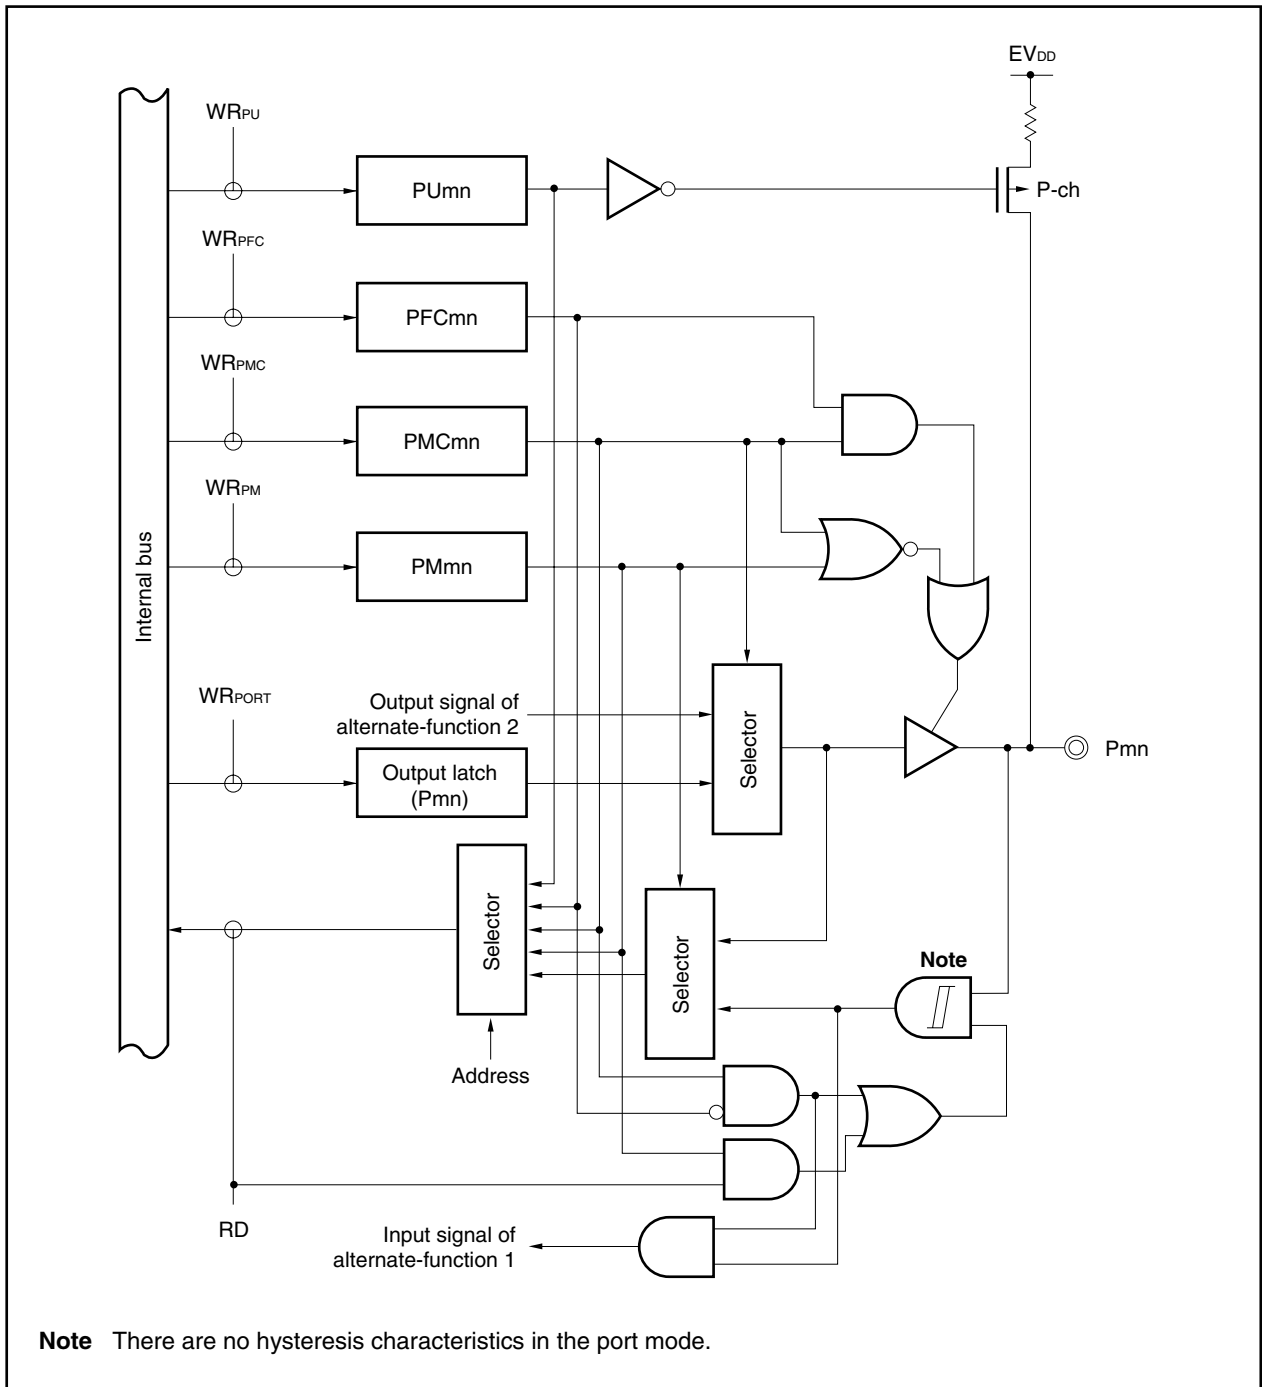 EVDD
WRPU
PUmn
P-ch
WRPFC
PFCmn
WRPMC
PMCmn
WRPM
PMmn
Internal bus
WRPORT
Output signal of
alternate-function 2
Selector
Pmn
Output latch
(Pmn)
Selector
Selector
Note
Address
RD
Input signal of
alternate-function 1
Note There are no hysteresis characteristics in the port mode.